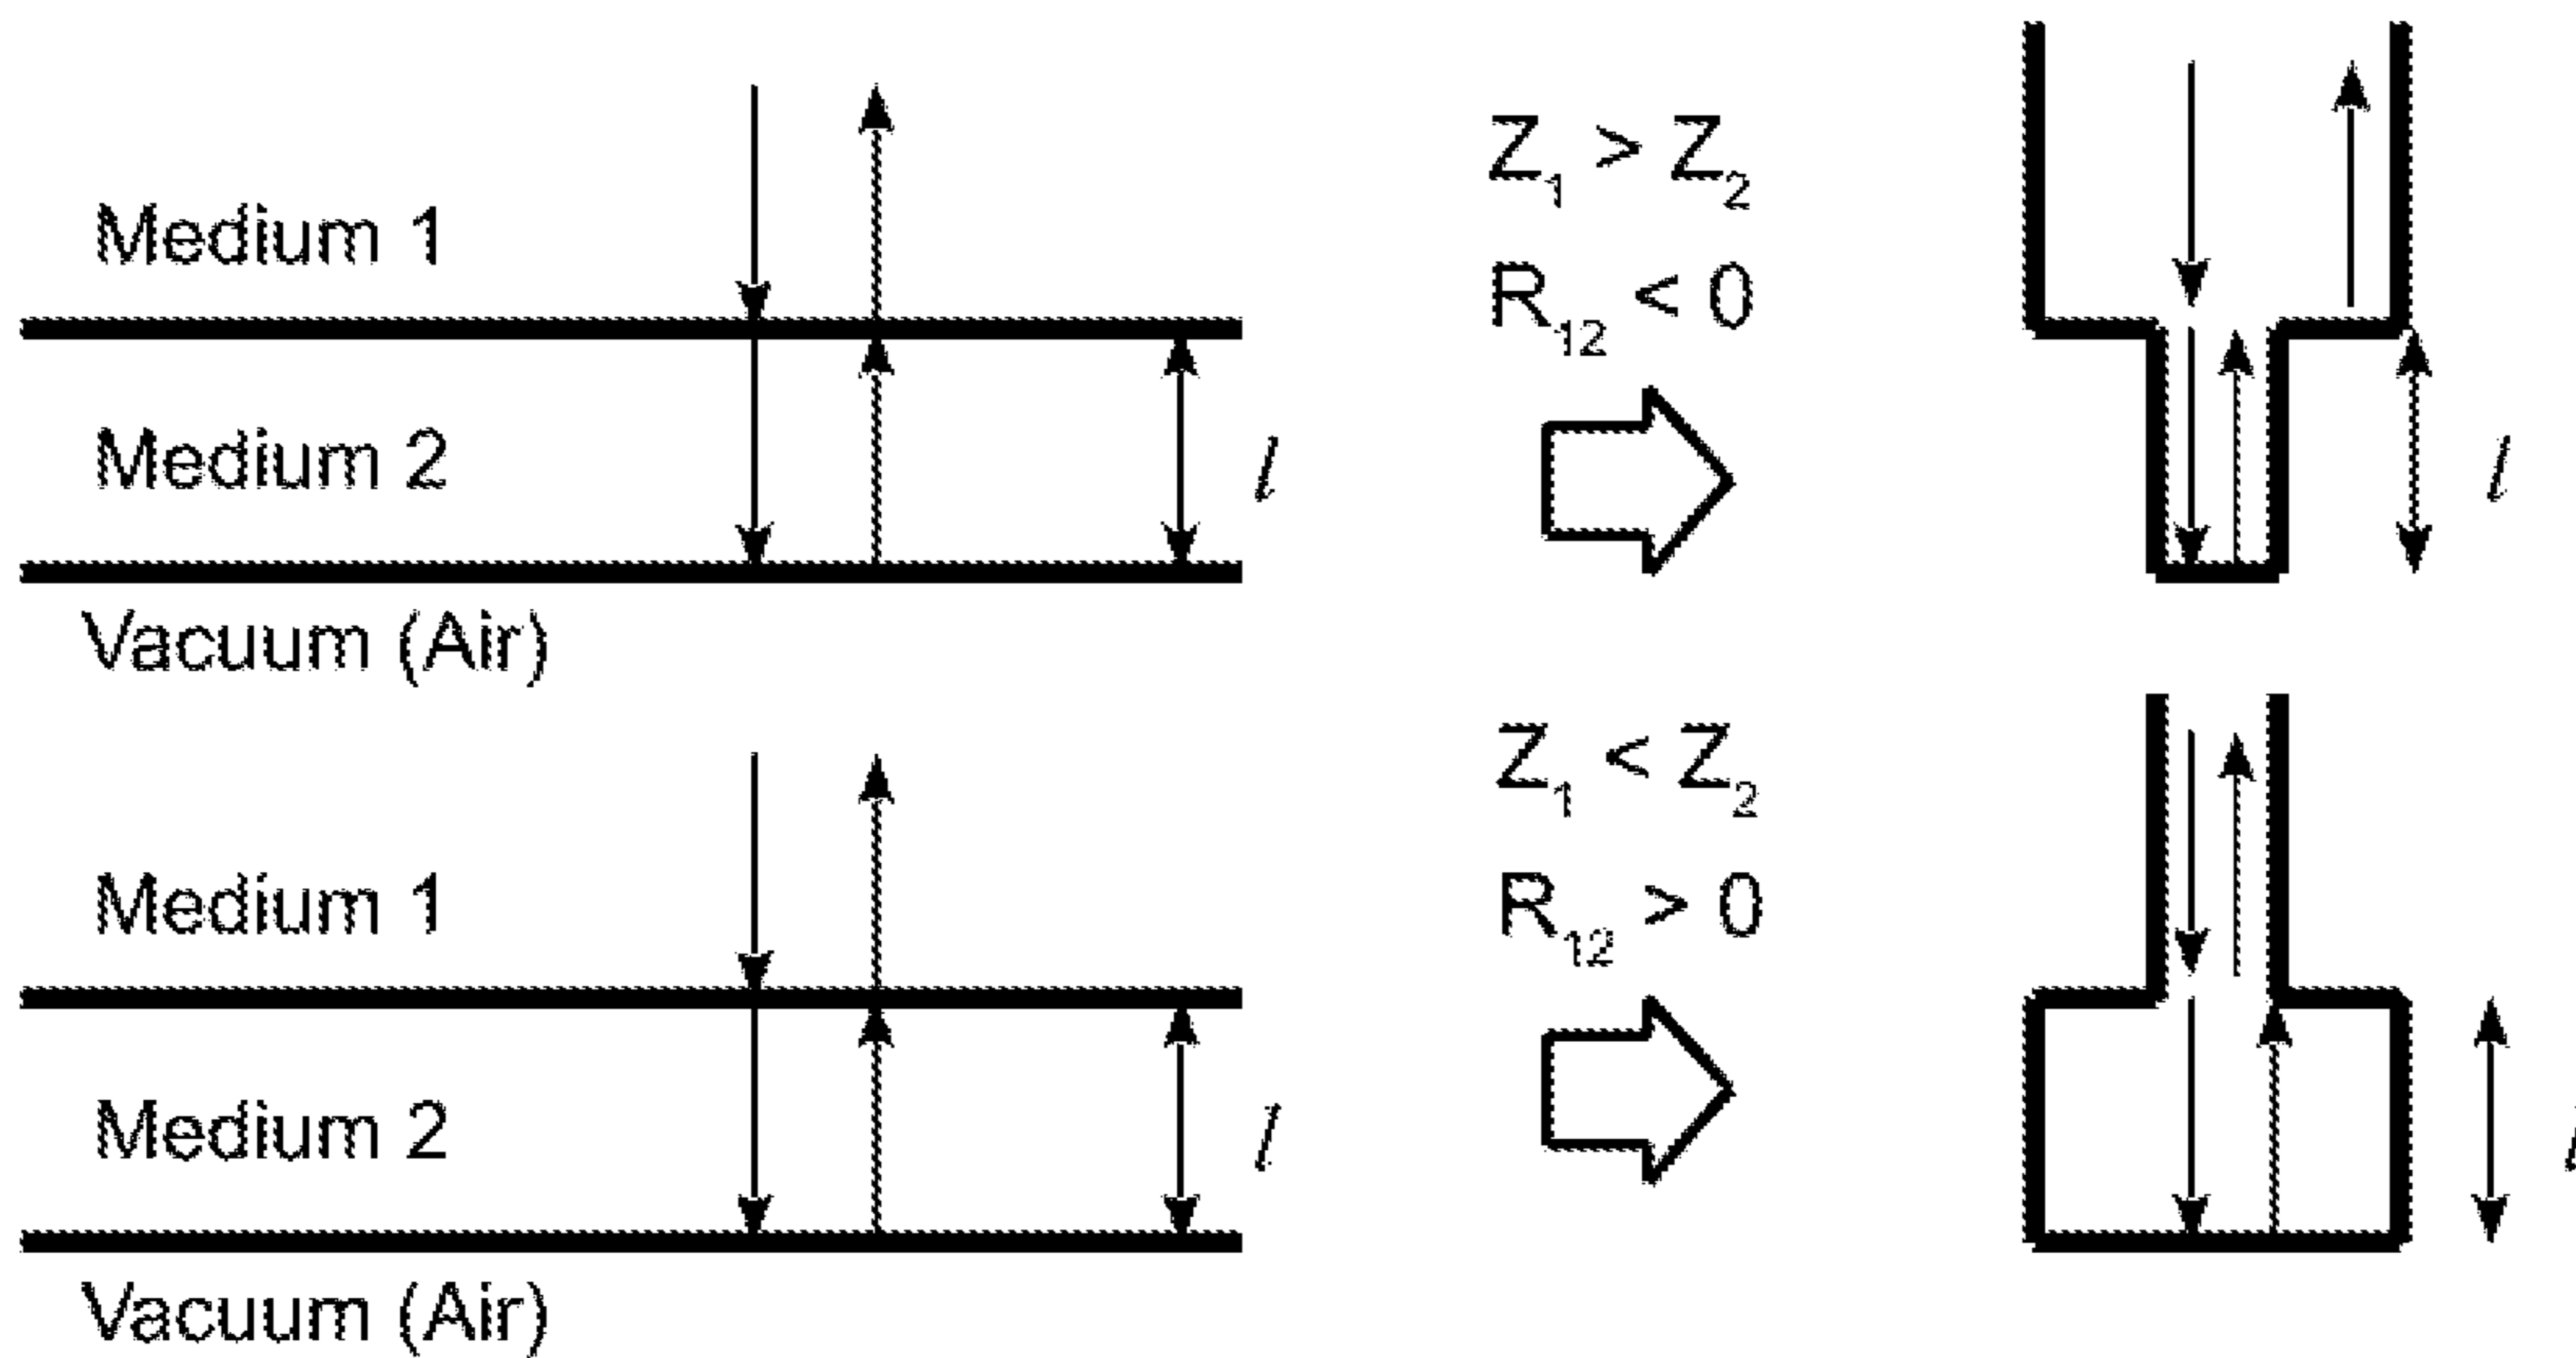 Z₁ > Z₂
Medium 1
R₁₂ < 0
Medium 2
l
l
Vacuum (Air)
Z₁ < Z₂
Medium 1
R₁₂ > 0
Medium 2
l
l
Vacuum (Air)